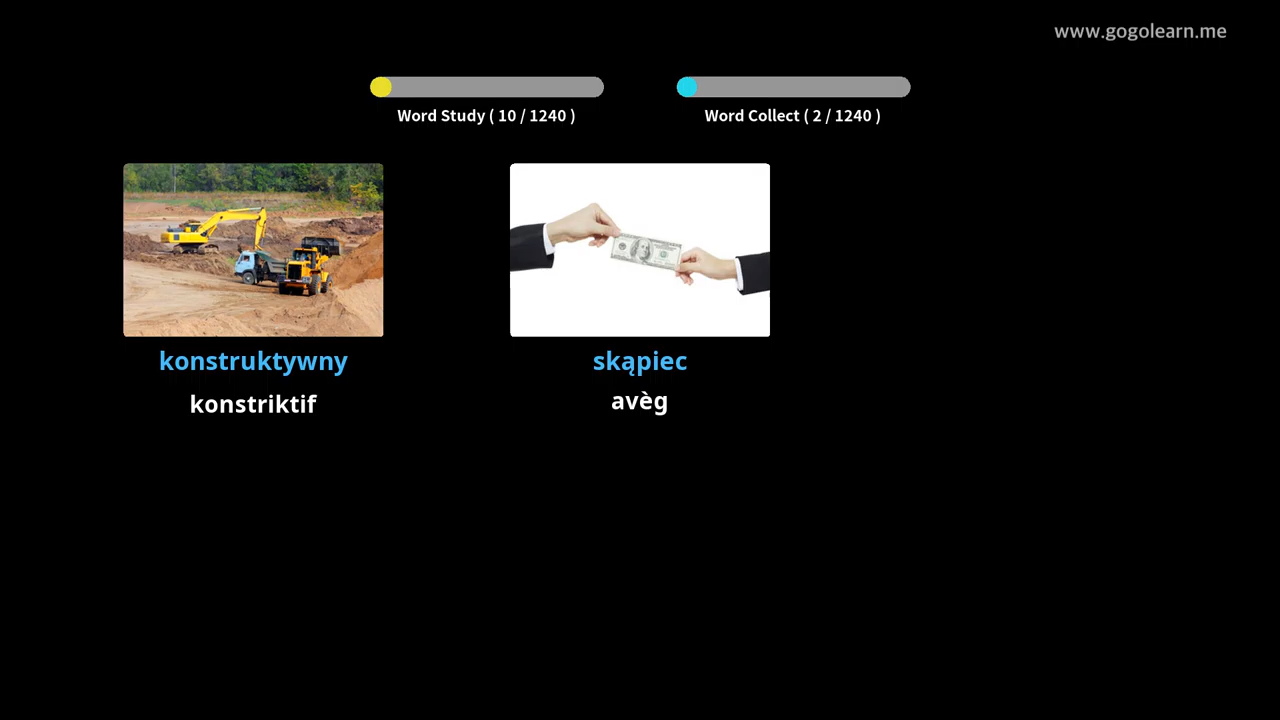 www.gogolearn.me
Word Study ( 10 / 1240 )
Word Collect ( 2 / 1240 )
konstruktywny
konstriktif
skąpiec
avèg